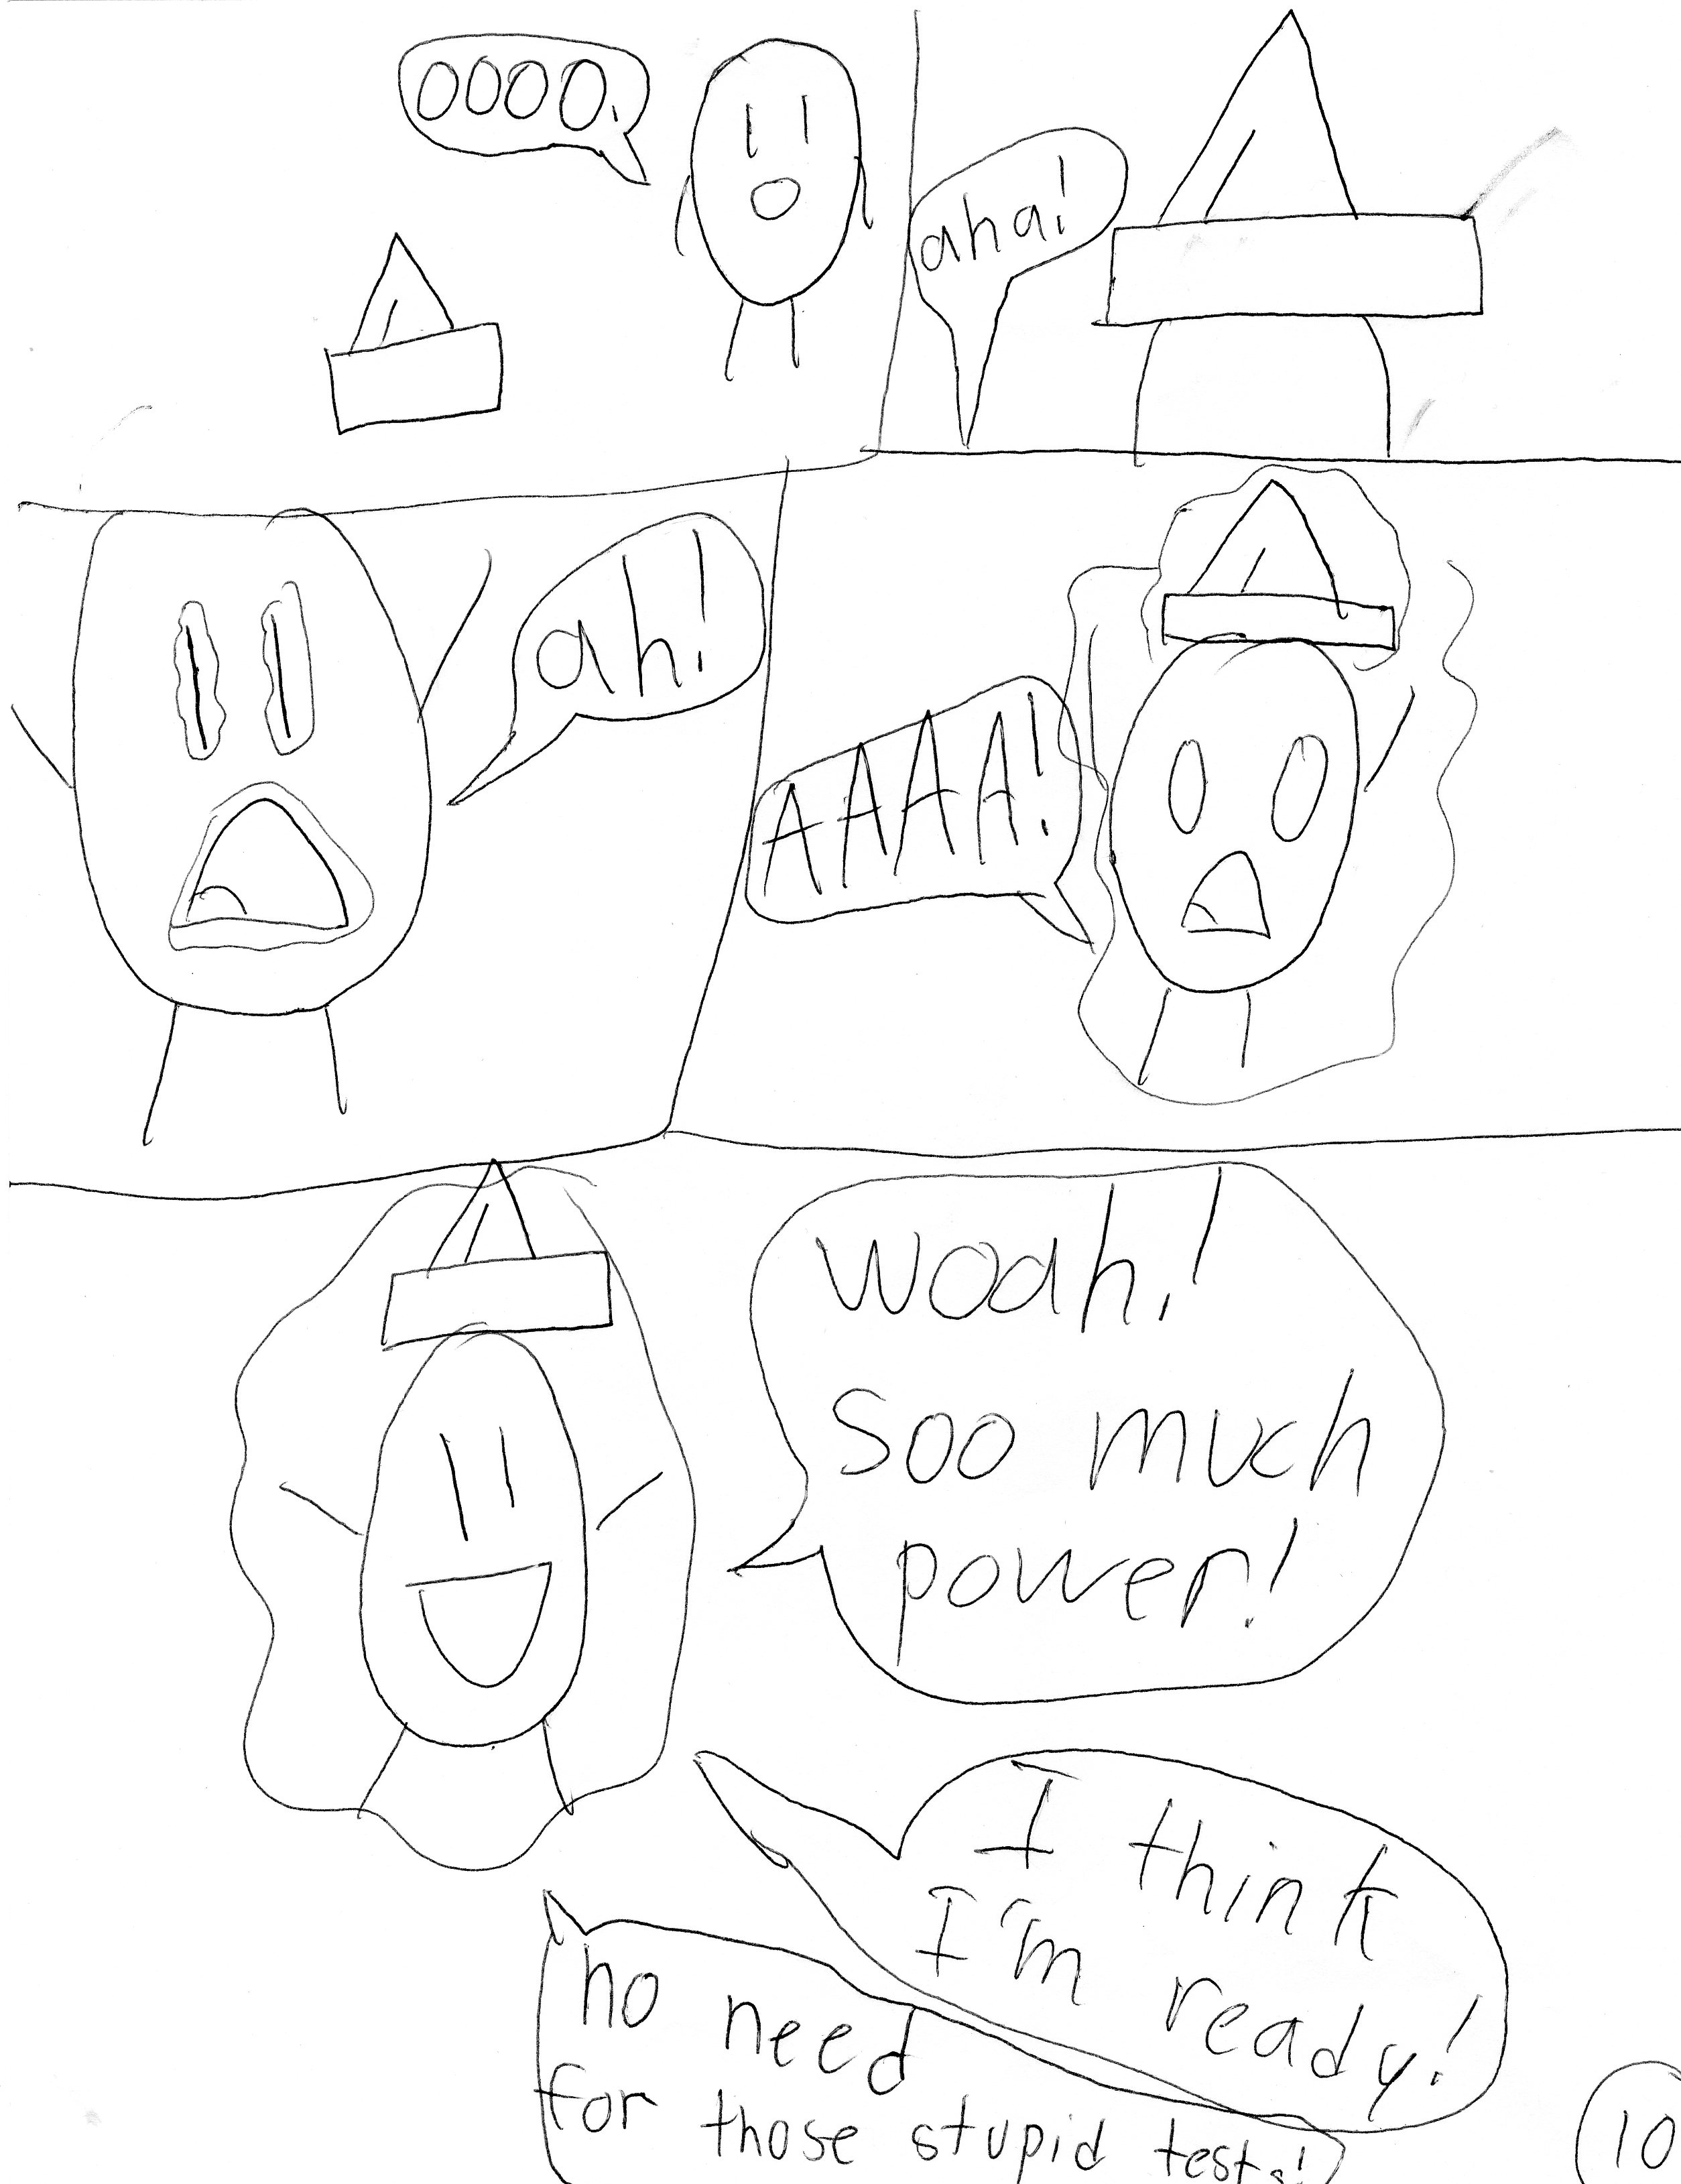 OOOO,
aha!
ah!
AAAA!
woah!
soo much
power!
I think
I'm ready!
no need
for those stupid tests!
10